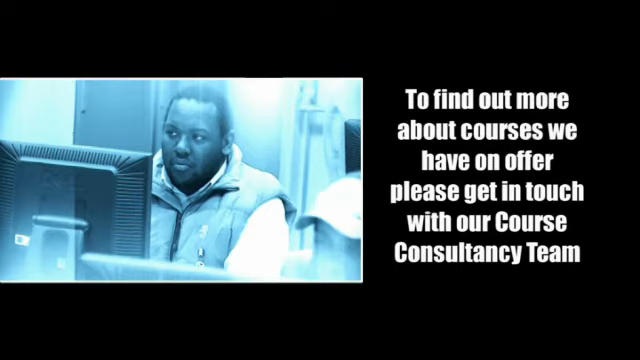 To find out more
about courses we
have on offer
please get in touch
with our Course
Consultancy Team